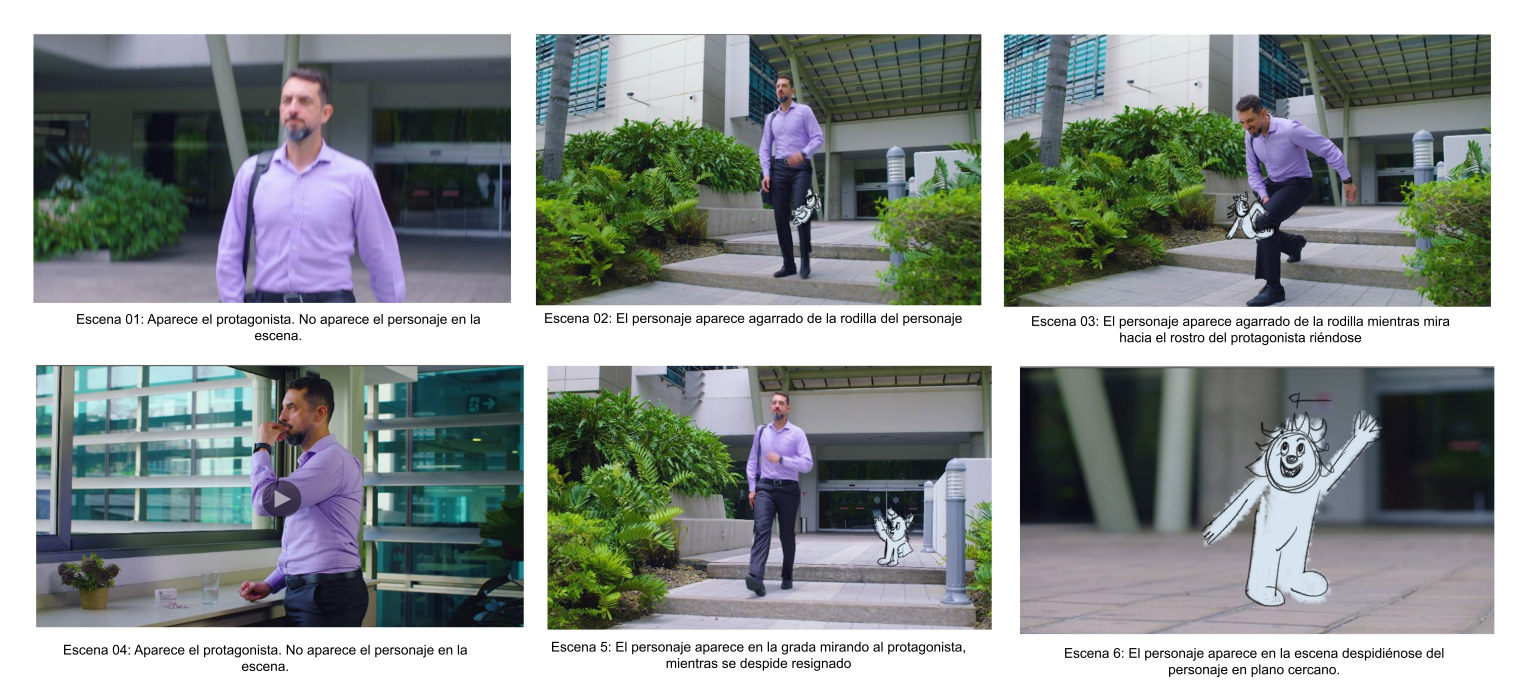 Escena 01: Aparece el protagonista. No aparece el personaje en la
escena.
Escena 02: El personaje aparece agarrado de la rodilla del personaje
Escena 03: El personaje aparece agarrado de la rodilla mientras mira
hacia el rostro del protagonista riéndose
Escena 04: Aparece el protagonista. No aparece el personaje en la
escena.
Escena 5: El personaje aparece en la grada mirando al protagonista,
mientras se despide resignado
Escena 6: El personaje aparece en la escena despidiénose del
personaje en plano cercano.